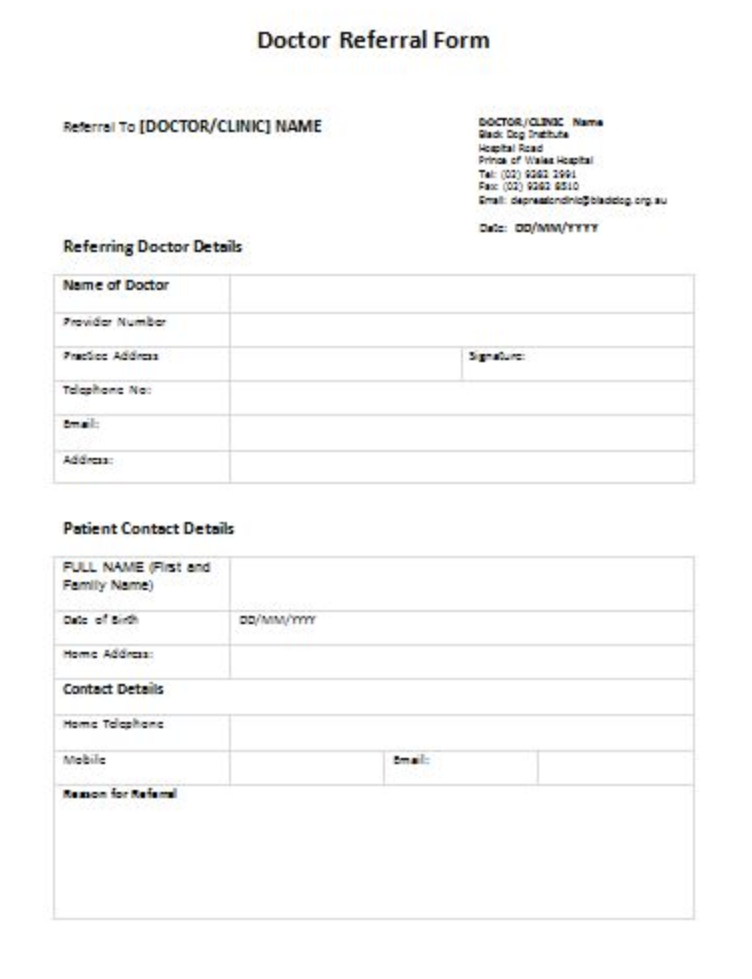 Doctor Referral Form
Referral To [DOCTOR/CLINIC] NAME
DOCTOR/CLINIC Name
Black Dog Institute
Hospital Road
Prince of Wales Hospital
Tel: (02) 9382 2991
Fax: (02) 9382 8510
Email: depressionclinic@blackdog.org.au
Date: DD/MM/YYYY
Referring Doctor Details
Name of Doctor
Provider Number
Practice Address
Signature:
Telephone No:
Email:
Address:
Patient Contact Details
FULL NAME (First and
Family Name)
Date of Birth
DD/MM/YYY
Home Address:
Contact Details
Home Telephone
Mobile
Email:
Reason for Referral